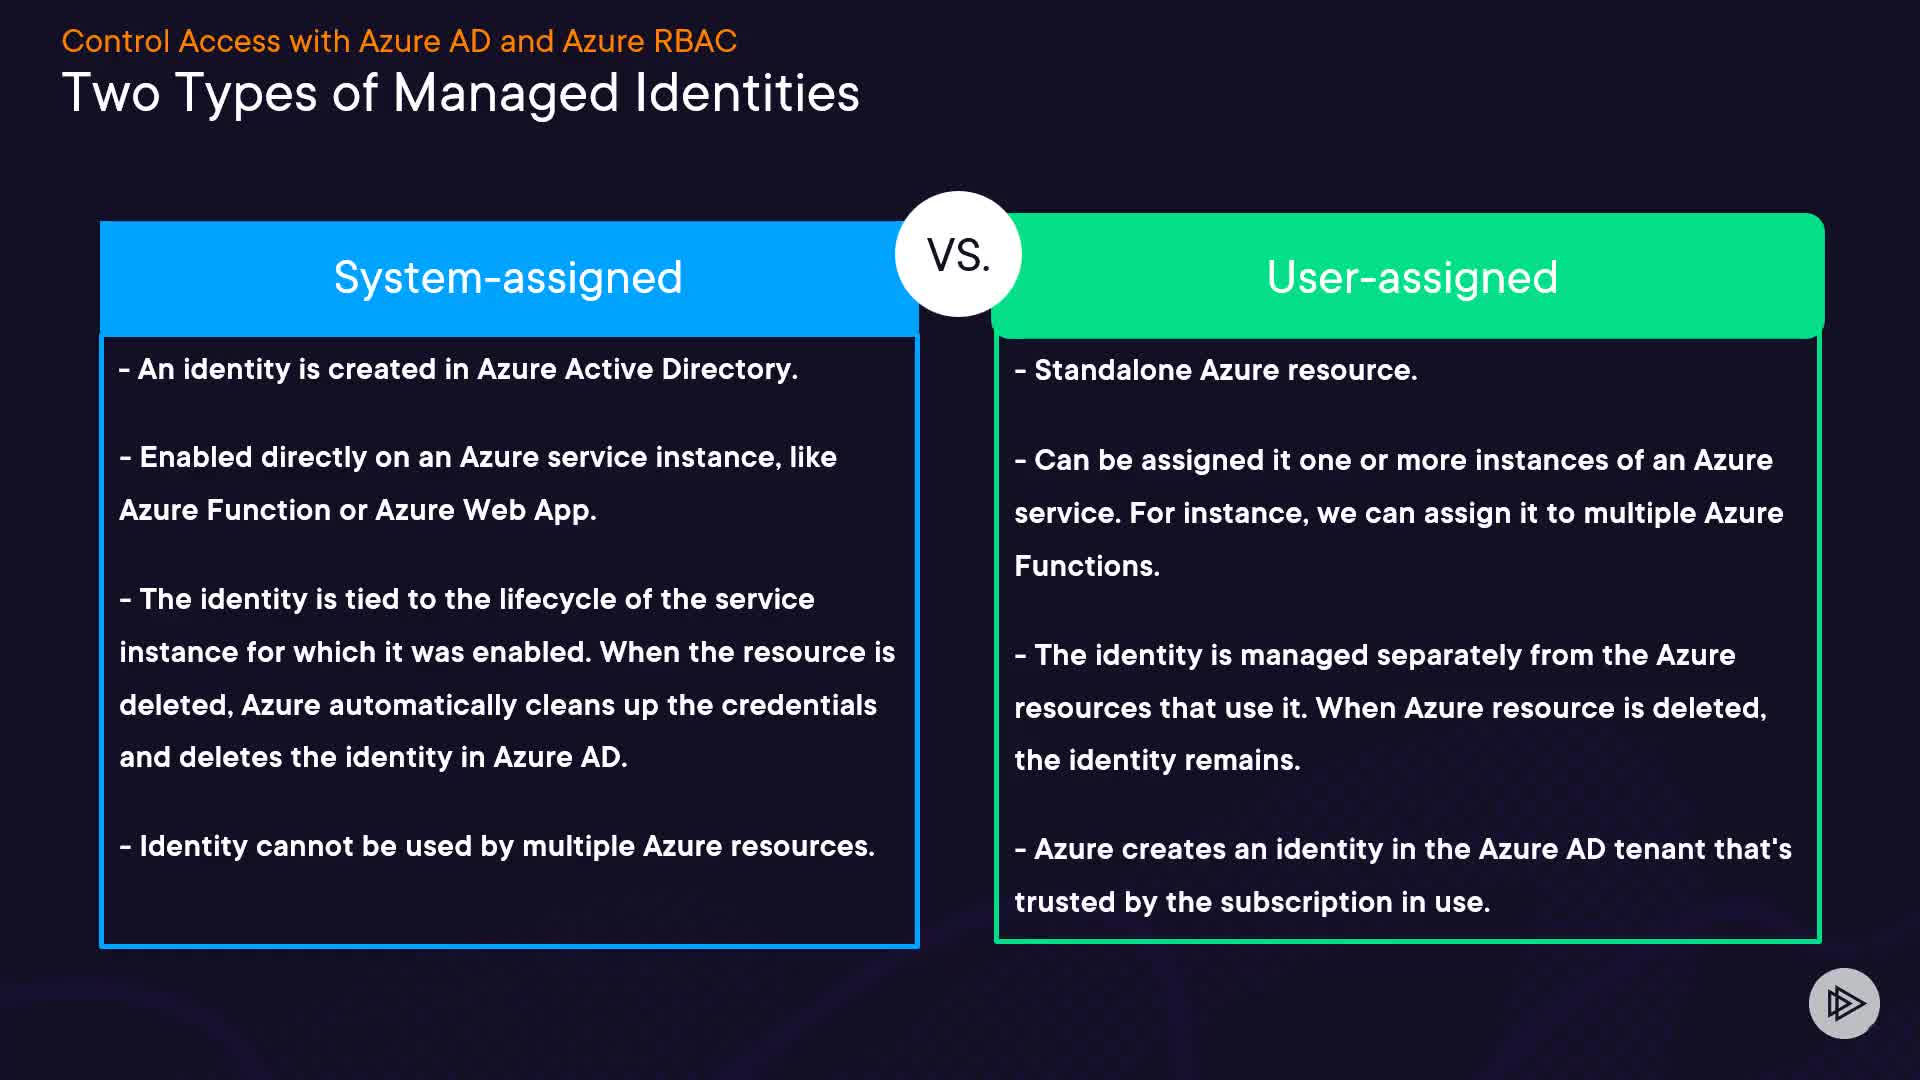 Control Access with Azure AD and Azure RBAC
Two Types of Managed Identities
System-assigned
VS.
User-assigned
- An identity is created in Azure Active Directory.
- Enabled directly on an Azure service instance, like
Azure Function or Azure Web App.
- The identity is tied to the lifecycle of the service
instance for which it was enabled. When the resource is
deleted, Azure automatically cleans up the credentials
and deletes the identity in Azure AD.
- Identity cannot be used by multiple Azure resources.
- Standalone Azure resource.
- Can be assigned it one or more instances of an Azure
service. For instance, we can assign it to multiple Azure
Functions.
- The identity is managed separately from the Azure
resources that use it. When Azure resource is deleted,
the identity remains.
- Azure creates an identity in the Azure AD tenant that's
trusted by the subscription in use.